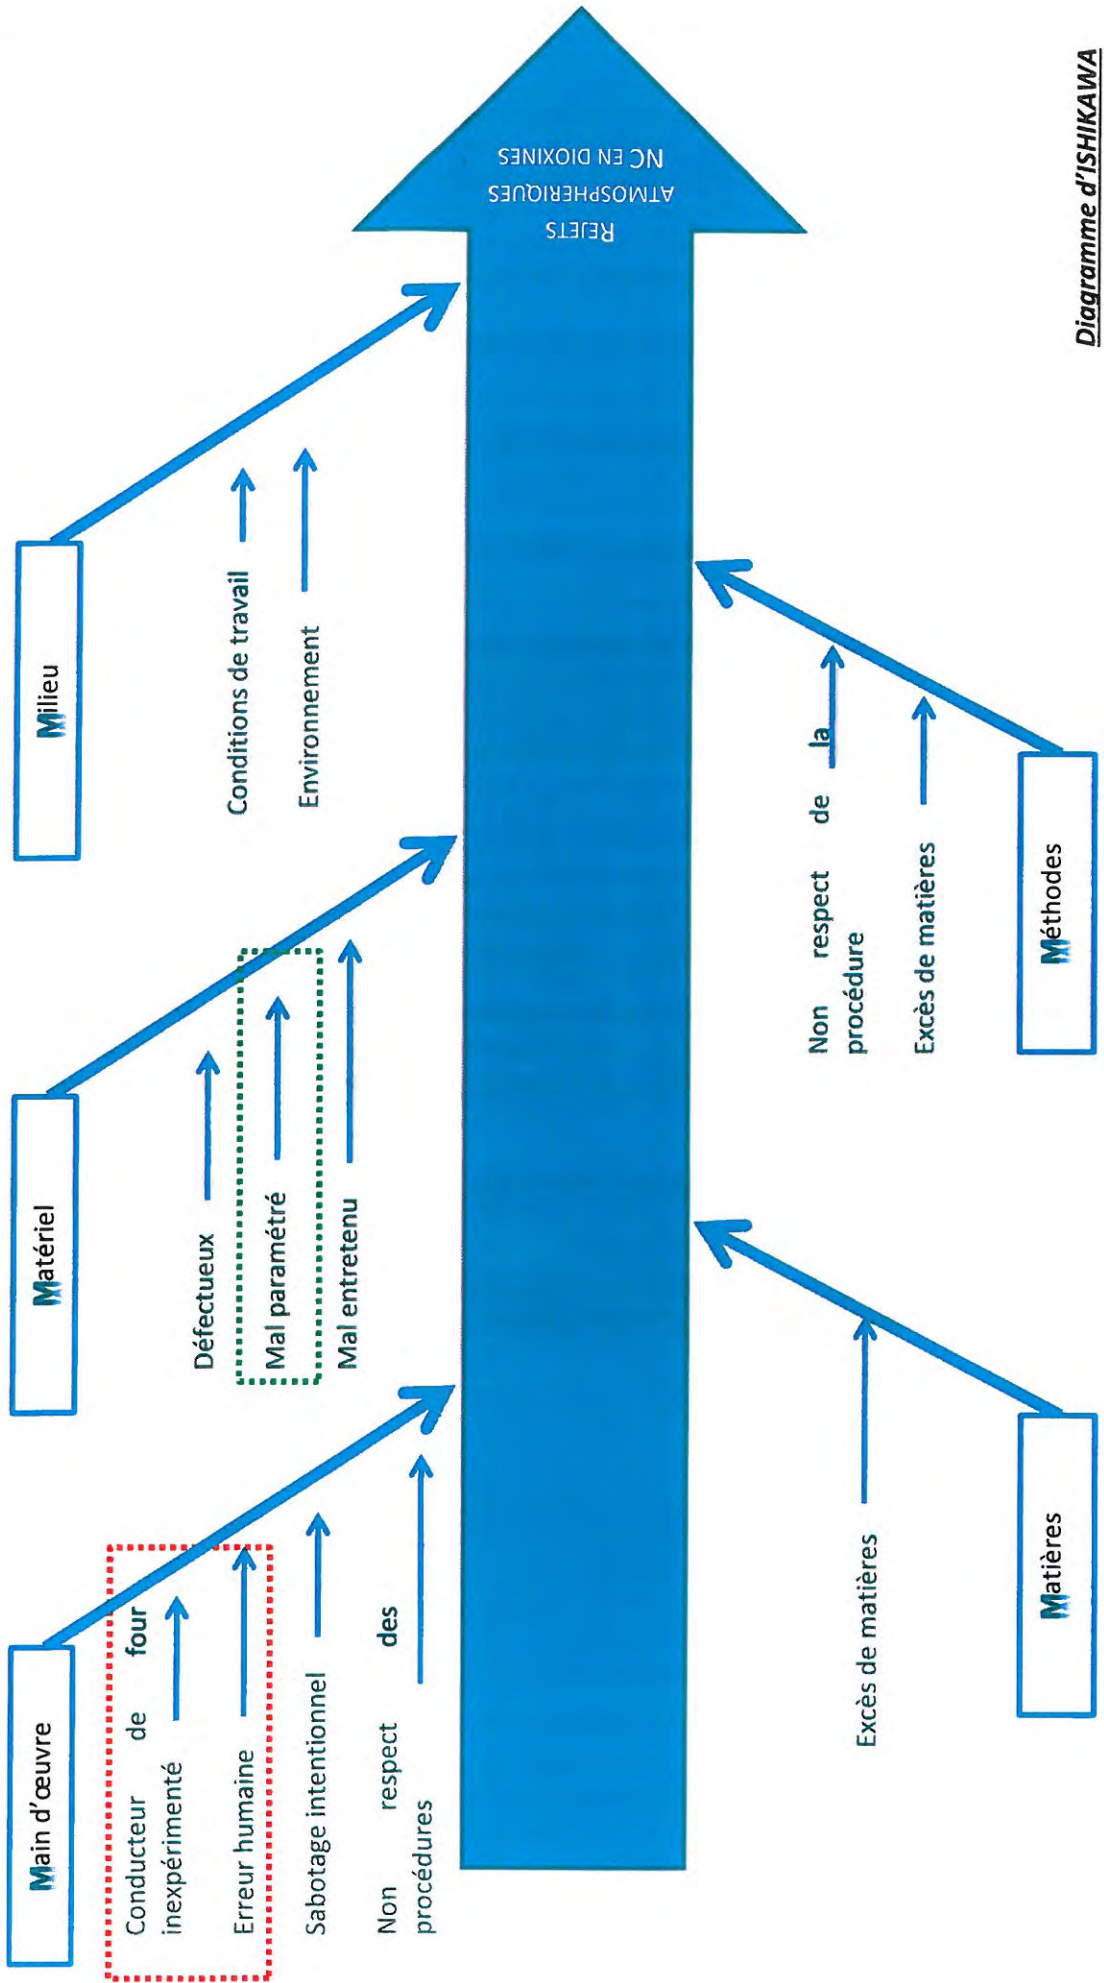 Main d'œuvre
Conducteur de four
inexpérimenté
Erreur humaine
Sabotage intentionnel
Non respect des
procédures
Matériel
Défectueux
Mal paramétré
Mal entretenu
Milieu
Conditions de travail
Environnement
REJETS
ATMOSPHERIQUES
NC EN DIOXINES
Matières
Excès de matières
Méthodes
Non respect de la
procédure
Excès de matières
Diagramme d'ISHIKAWA